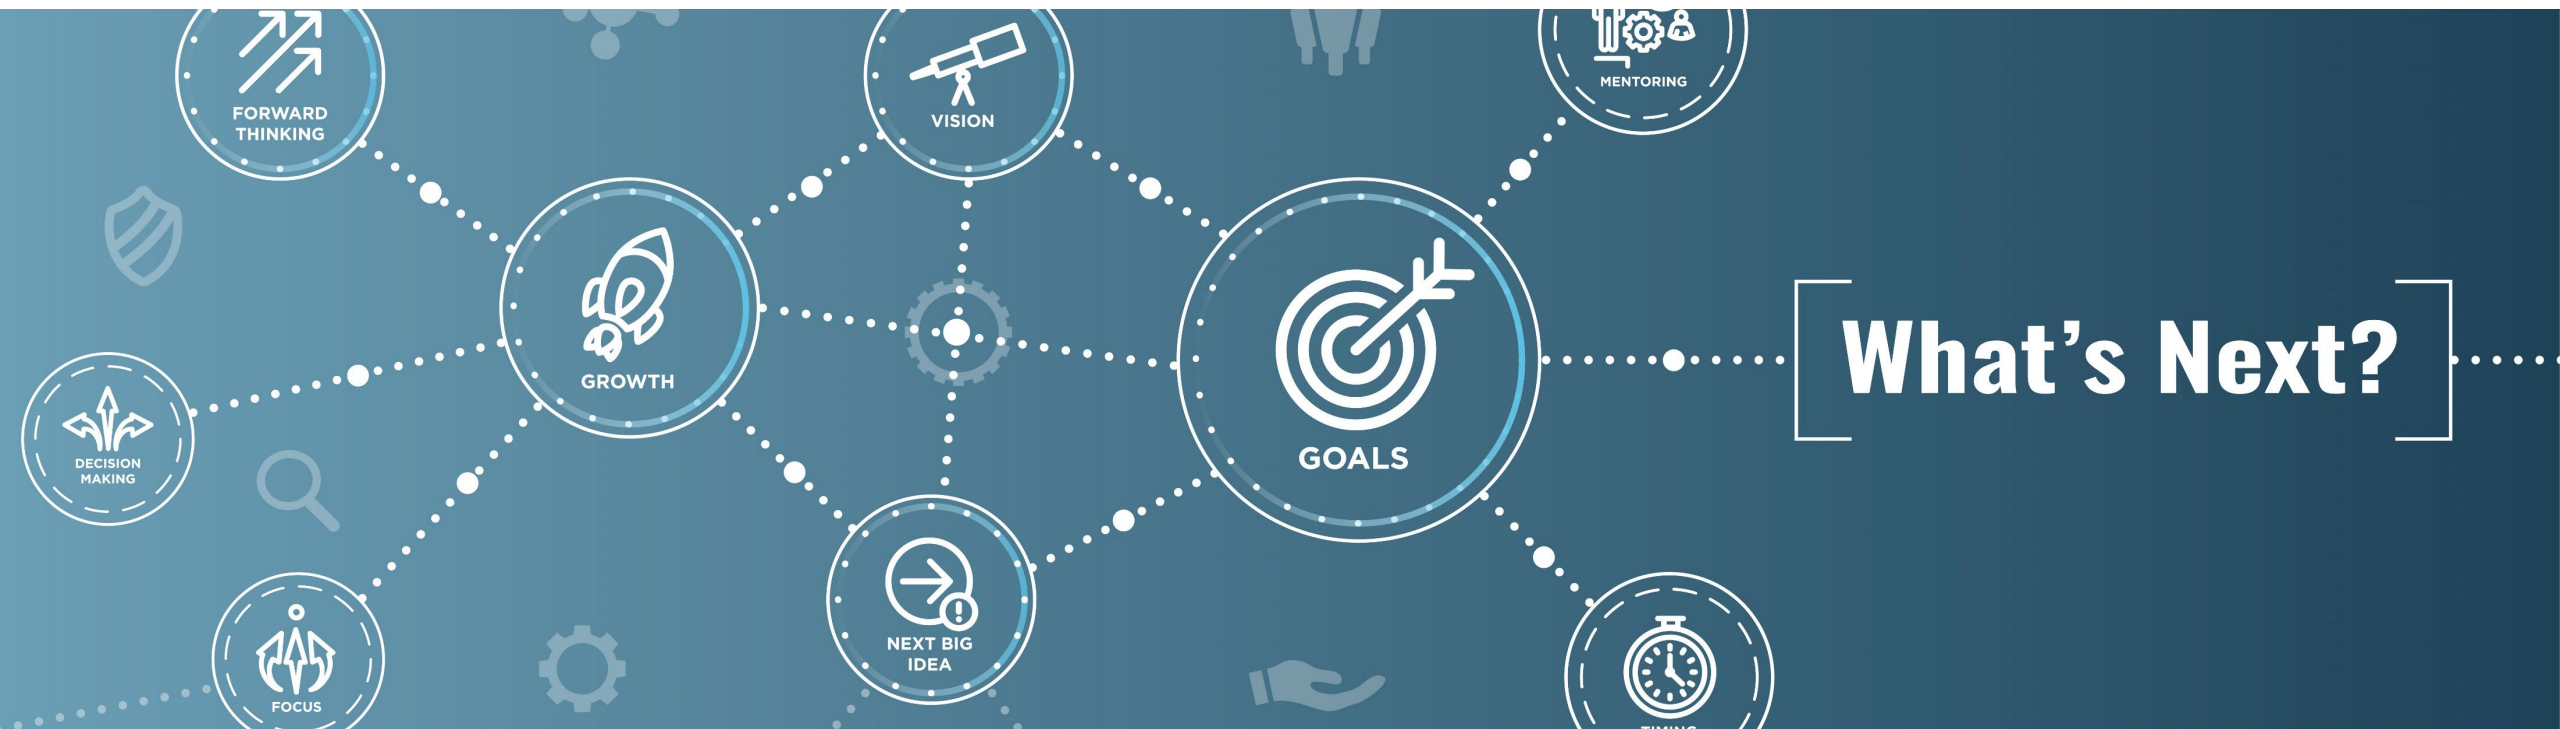 FORWARD
THINKING
VISION
MENTORING
GROWTH
What's Next?
GOALS
DECISION
MAKING
NEXT BIG
IDEA
FOCUS